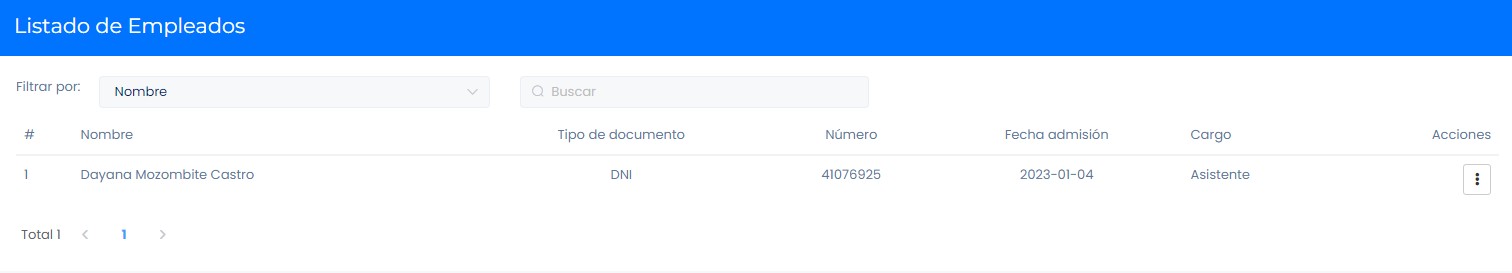 Listado de Empleados
Filtrar por: Nombre Buscar
# Nombre Tipo de documento Número Fecha admisión Cargo Acciones
1 Dayana Mozombite Castro DNI 41076925 2023-01-04 Asistente
Total 1 1